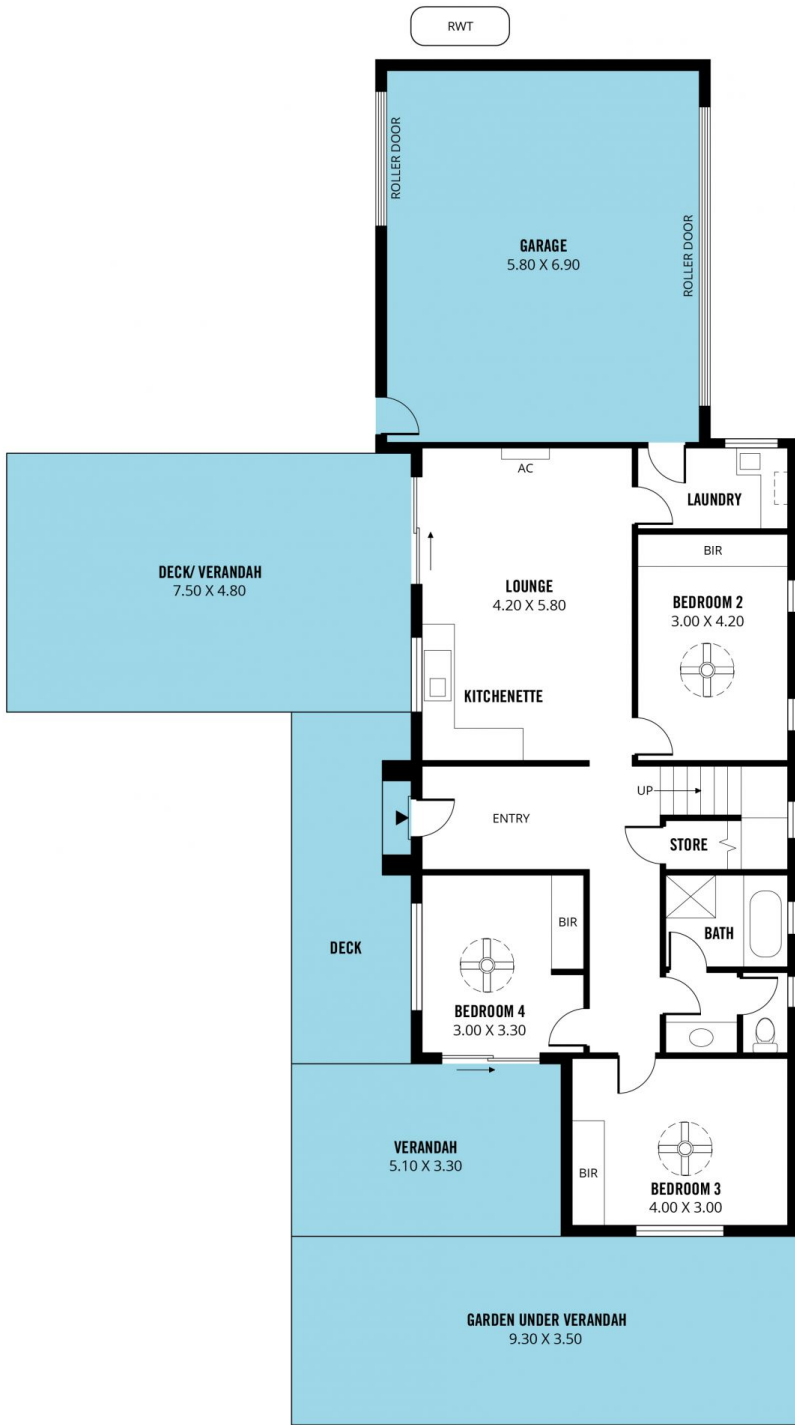 RWT
ROLLER DOOR
ROLLER DOOR
GARAGE
5.80 X 6.90
AC
LAUNDRY
BIR
DECK/ VERANDAH
7.50 X 4.80
LOUNGE
4.20 X 5.80
BEDROOM 2
3.00 X 4.20
KITCHENETTE
UP
ENTRY
STORE
BIR
BATH
DECK
BEDROOM 4
3.00 X 3.30
VERANDAH
5.10 X 3.30
BIR
BEDROOM 3
4.00 X 3.00
GARDEN UNDER VERANDAH
9.30 X 3.50